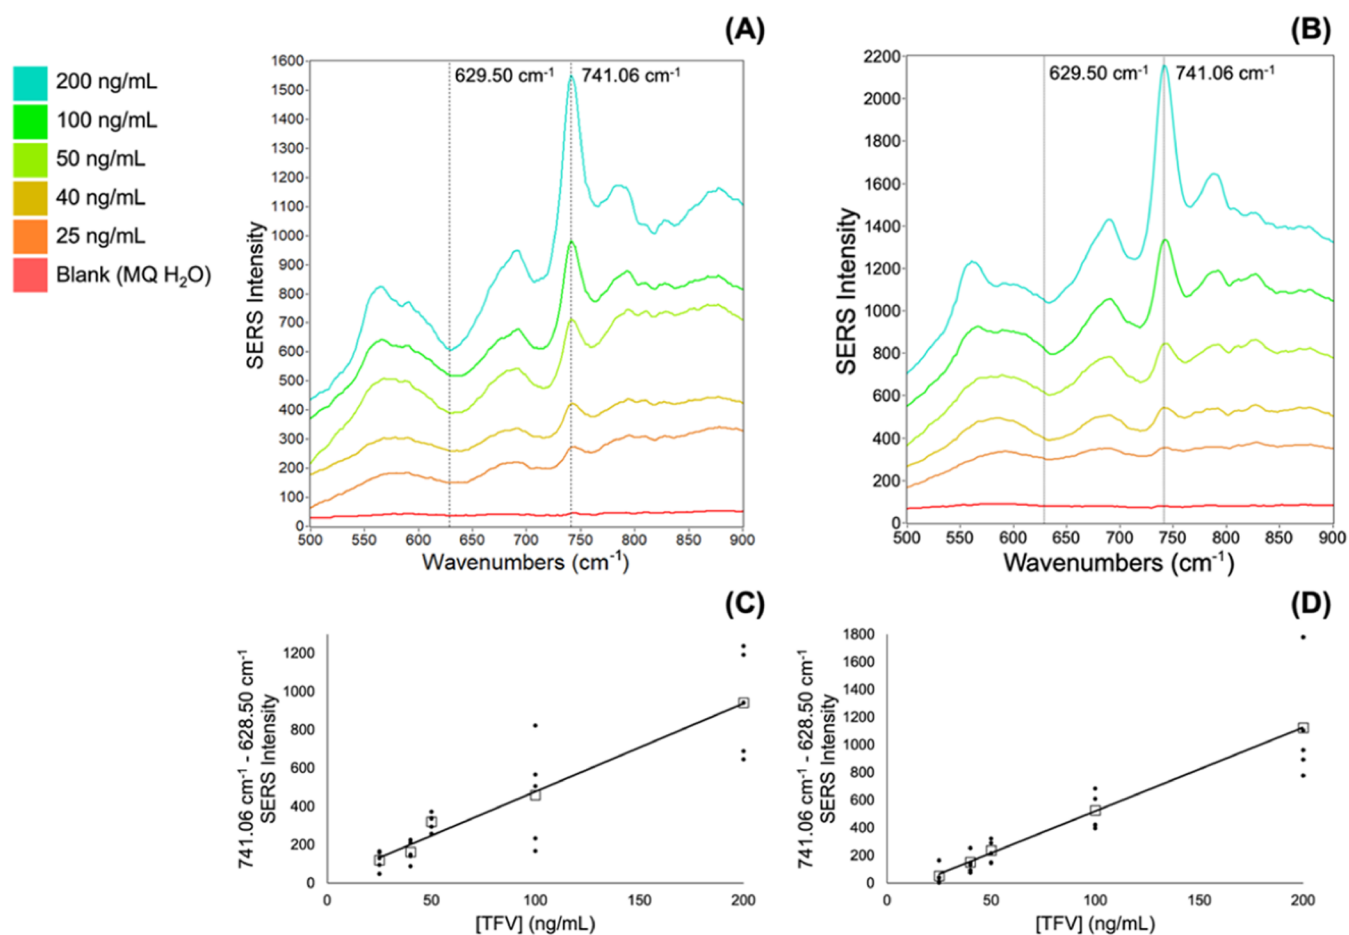 (A)
(B)
200 ng/mL
100 ng/mL
50 ng/mL
40 ng/mL
25 ng/mL
Blank (MQ H₂O)
SERS Intensity
1600
1500
1400
1300
1200
1100
1000
900
800
700
600
500
400
300
200
100
0
629.50 cm⁻¹
741.06 cm⁻¹
500 550 600 650 700 750 800 850 900
Wavenumbers (cm⁻¹)
SERS Intensity
2200
2000
1800
1600
1400
1200
1000
800
600
400
200
0
629.50 cm⁻¹
741.06 cm⁻¹
500 550 600 650 700 750 800 850 900
Wavenumbers (cm⁻¹)
(C)
741.06 cm⁻¹ - 628.50 cm⁻¹
SERS Intensity
1200
1000
800
600
400
200
0
0 50 100 150 200
[TFV] (ng/mL)
(D)
741.06 cm⁻¹ - 628.50 cm⁻¹
SERS Intensity
1800
1600
1400
1200
1000
800
600
400
200
0
0 50 100 150 200
[TFV] (ng/mL)